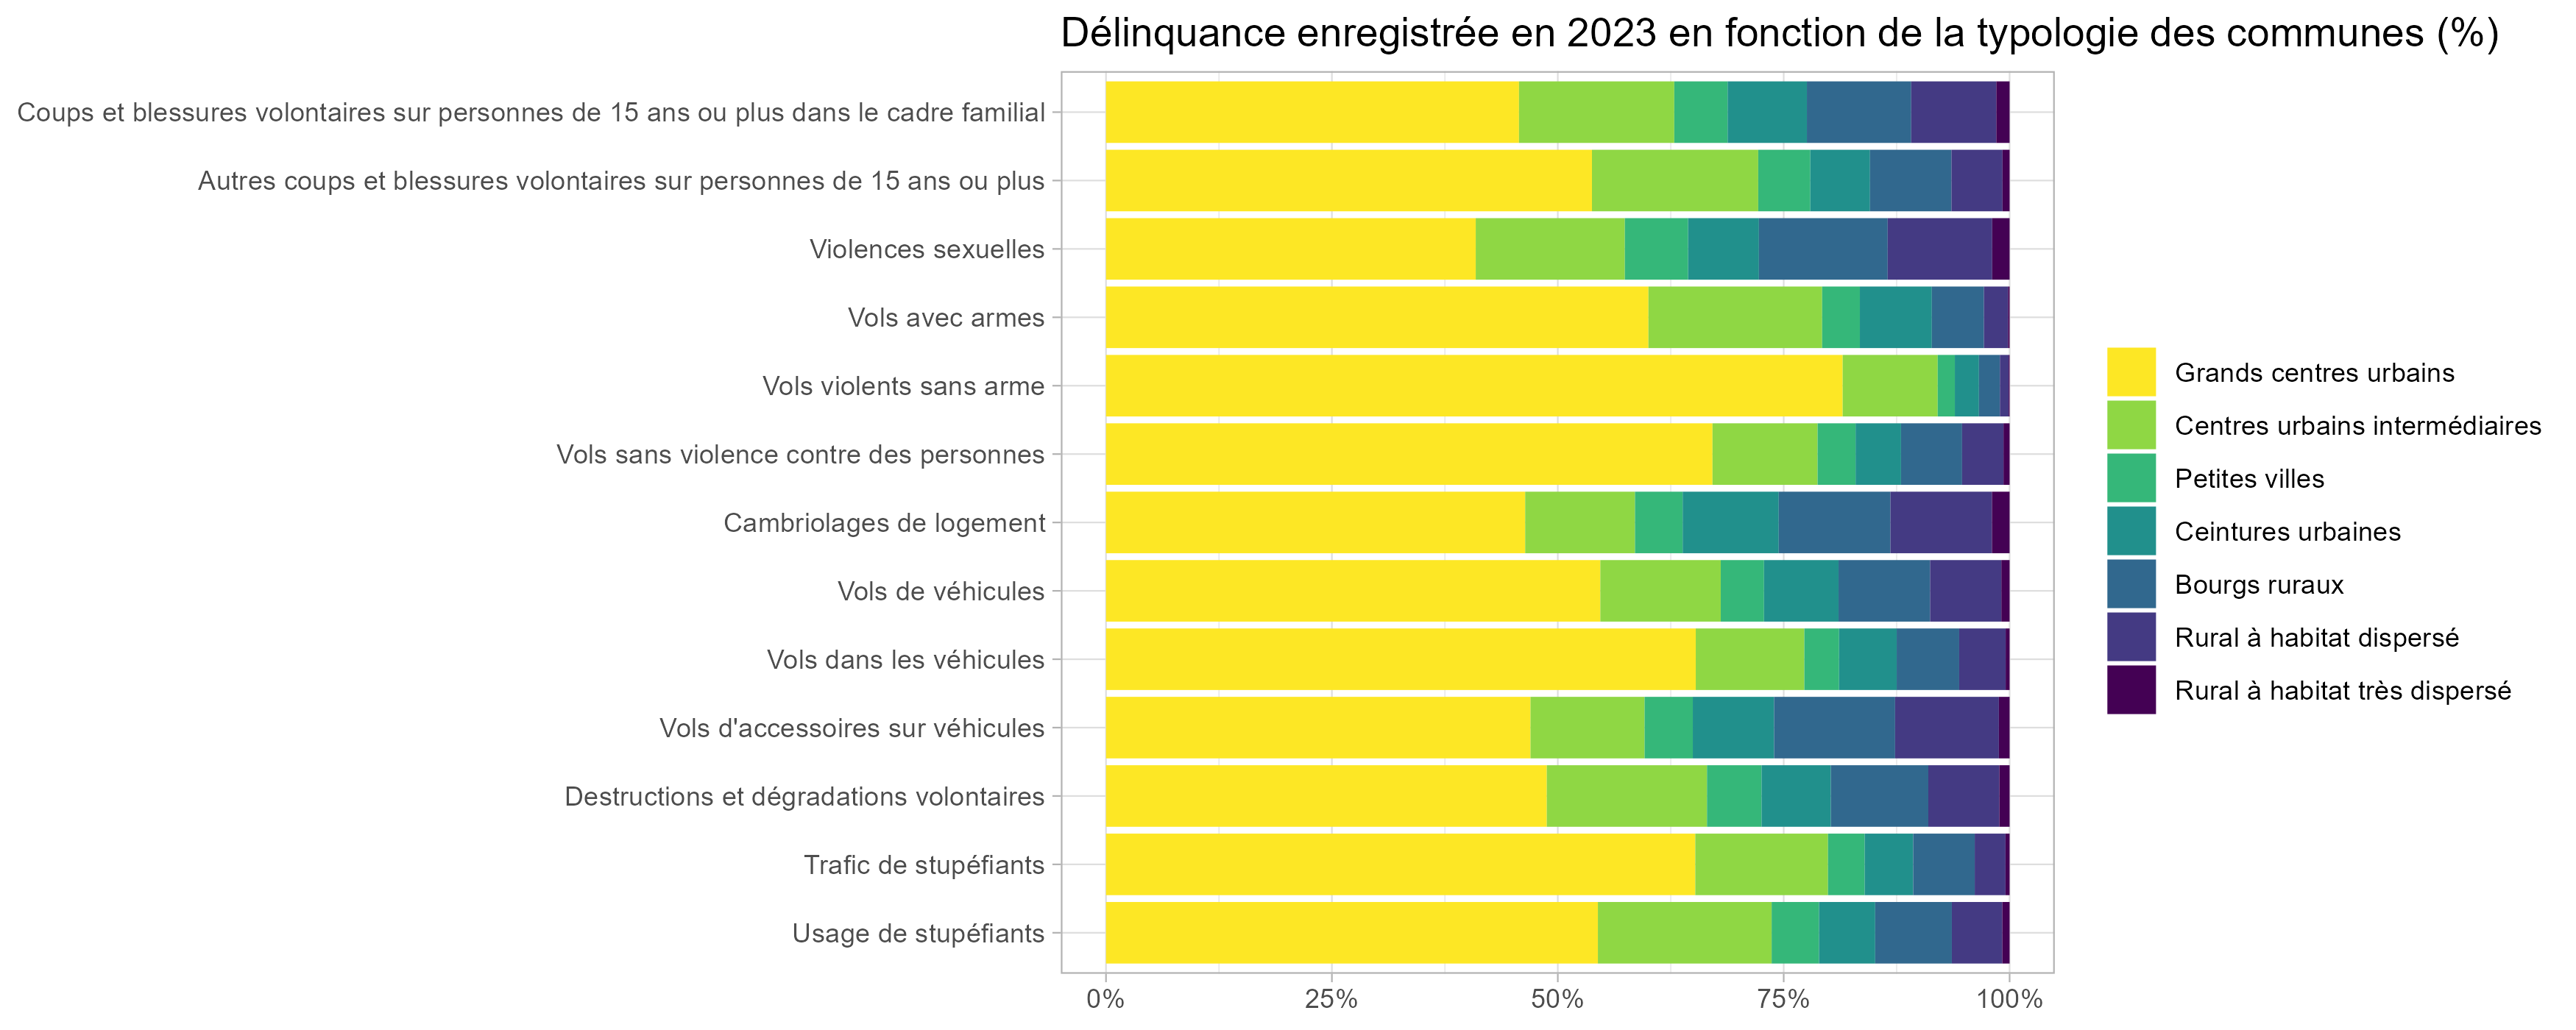 Délinquance enregistrée en 2023 en fonction de la typologie des communes (%)
Coups et blessures volontaires sur personnes de 15 ans ou plus dans le cadre familial
Autres coups et blessures volontaires sur personnes de 15 ans ou plus
Violences sexuelles
Vols avec armes
Vols violents sans arme
Vols sans violence contre des personnes
Cambriolages de logement
Vols de véhicules
Vols dans les véhicules
Vols d'accessoires sur véhicules
Destructions et dégradations volontaires
Trafic de stupéfiants
Usage de stupéfiants
0% 25% 50% 75% 100%
Grands centres urbains
Centres urbains intermédiaires
Petites villes
Ceintures urbaines
Bourgs ruraux
Rural à habitat dispersé
Rural à habitat très dispersé